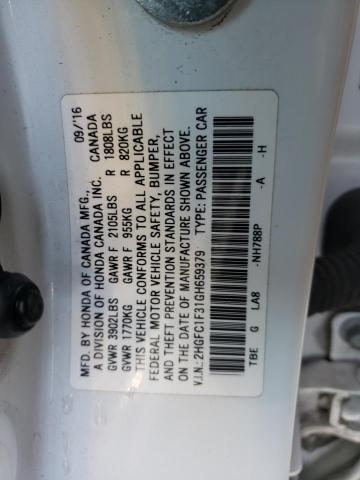 MFD. BY HONDA OF CANADA MFG., 09/16
A DIVISION OF HONDA CANADA INC. CANADA
GVWR 3902LBS GAWR F 2105LBS R 1808LBS
GVWR 1770KG GAWR F 955KG R 820KG
THIS VEHICLE CONFORMS TO ALL APPLICABLE
FEDERAL MOTOR VEHICLE SAFETY, BUMPER,
AND THEFT PREVENTION STANDARDS IN EFFECT
ON THE DATE OF MANUFACTURE SHOWN ABOVE.
V.I.N.:2HGFC1F31GH659379 TYPE: PASSENGER CAR
TBE G LA8 -NH788P -A -H